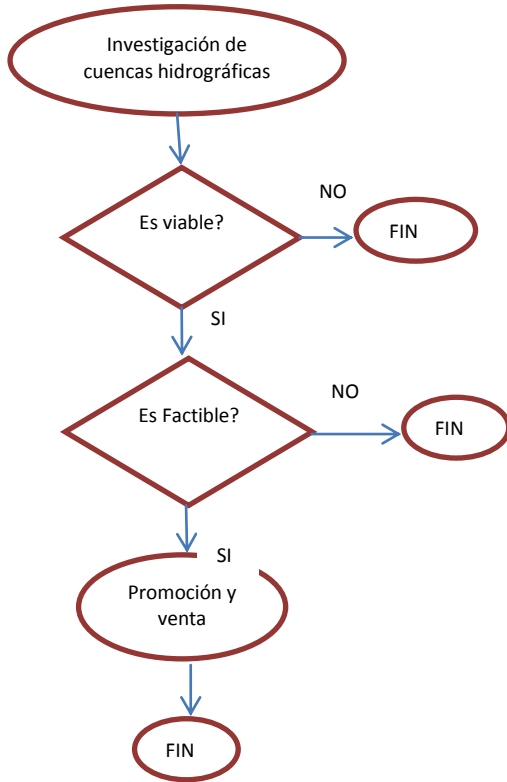 Investigación de
cuencas hidrográficas
Es viable?
NO
FIN
SI
Es Factible?
NO
FIN
SI
Promoción y
venta
FIN